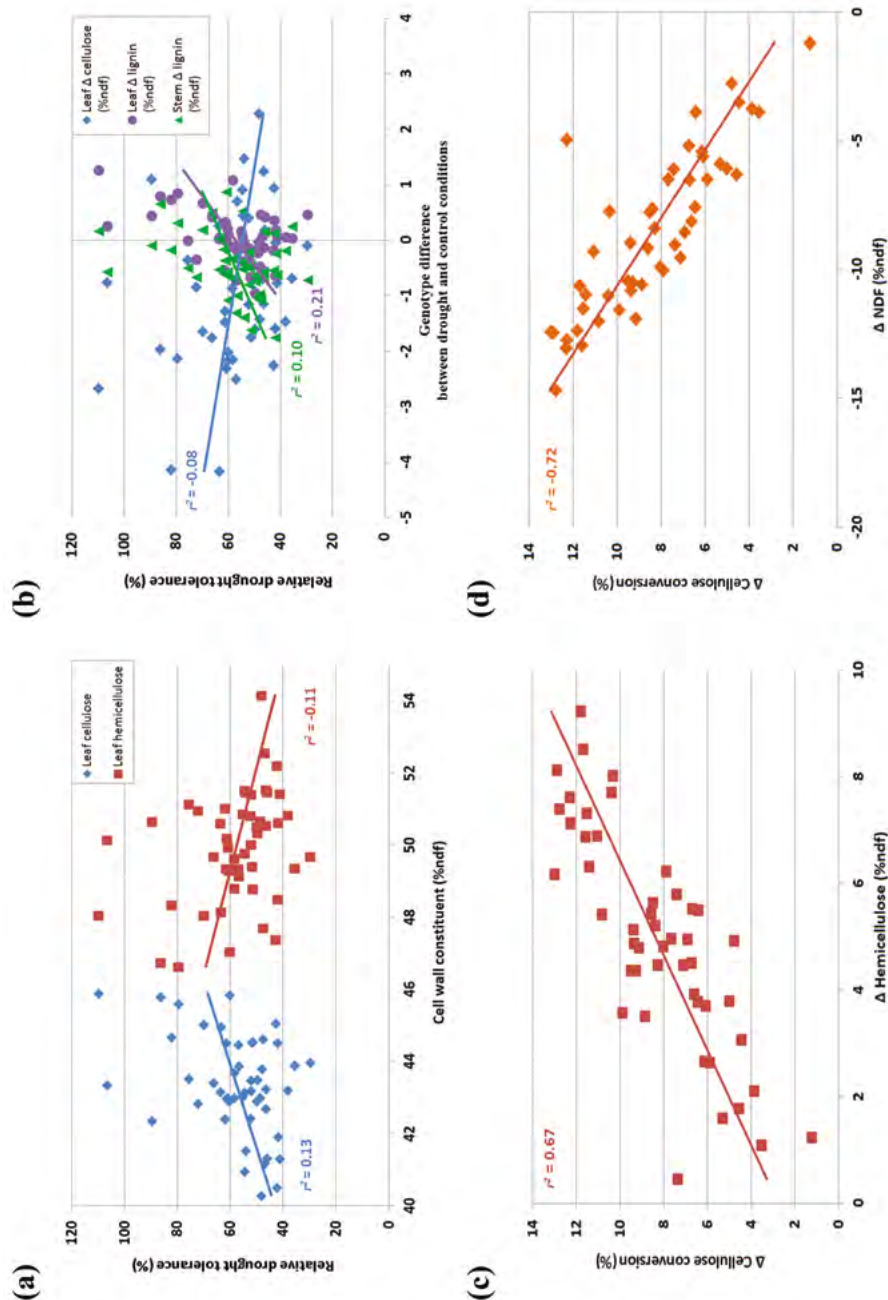 (a)
120
100
80
60
40
20
0
Relative drought tolerance (%)
40
42
44
46
48
50
52
54
Cell wall constituent (%ndf)
Leaf cellulose
Leaf hemicellulose
r² = 0.13
r² = -0.11
(b)
120
100
80
60
40
20
0
Relative drought tolerance (%)
-5
-4
-3
-2
-1
0
1
2
3
4
Genotype difference
between drought and control conditions
Leaf Δ cellulose
(%ndf)
Leaf Δ lignin
(%ndf)
Stem Δ lignin
(%ndf)
r² = -0.08
r² = 0.10
r² = 0.21
(c)
14
12
10
8
6
4
2
0
Δ Cellulose conversion (%)
0
2
4
6
8
10
Δ Hemicellulose (%ndf)
r² = 0.67
(d)
14
12
10
8
6
4
2
0
Δ Cellulose conversion (%)
-20
-15
-10
-5
0
Δ NDF (%ndf)
r² = -0.72